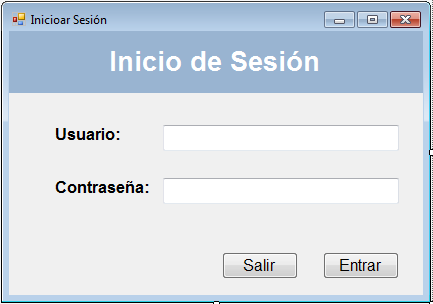 Inicioar Sesión
Inicio de Sesión
Usuario:
Contraseña:
Salir Entrar